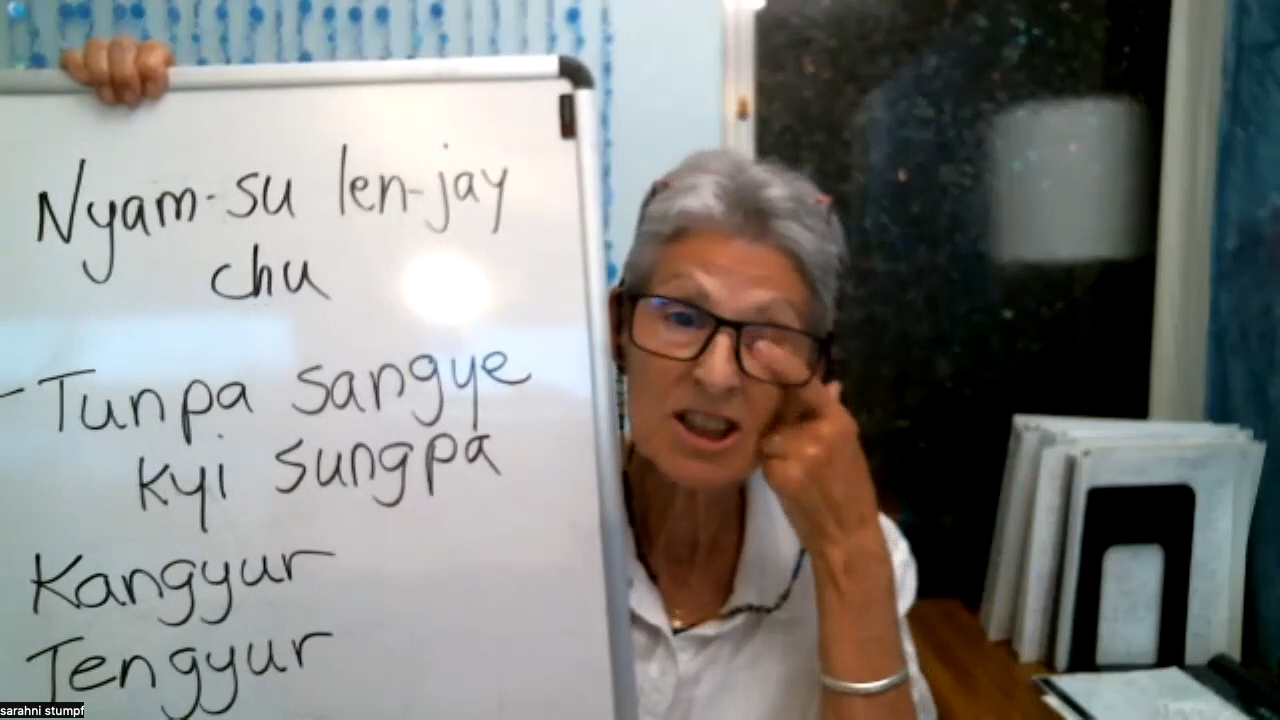 Nyam-su len-jay
chu
- Tunpa sangye
kyi sungpa
Kangyur
Tengyur
sarahni stumpf